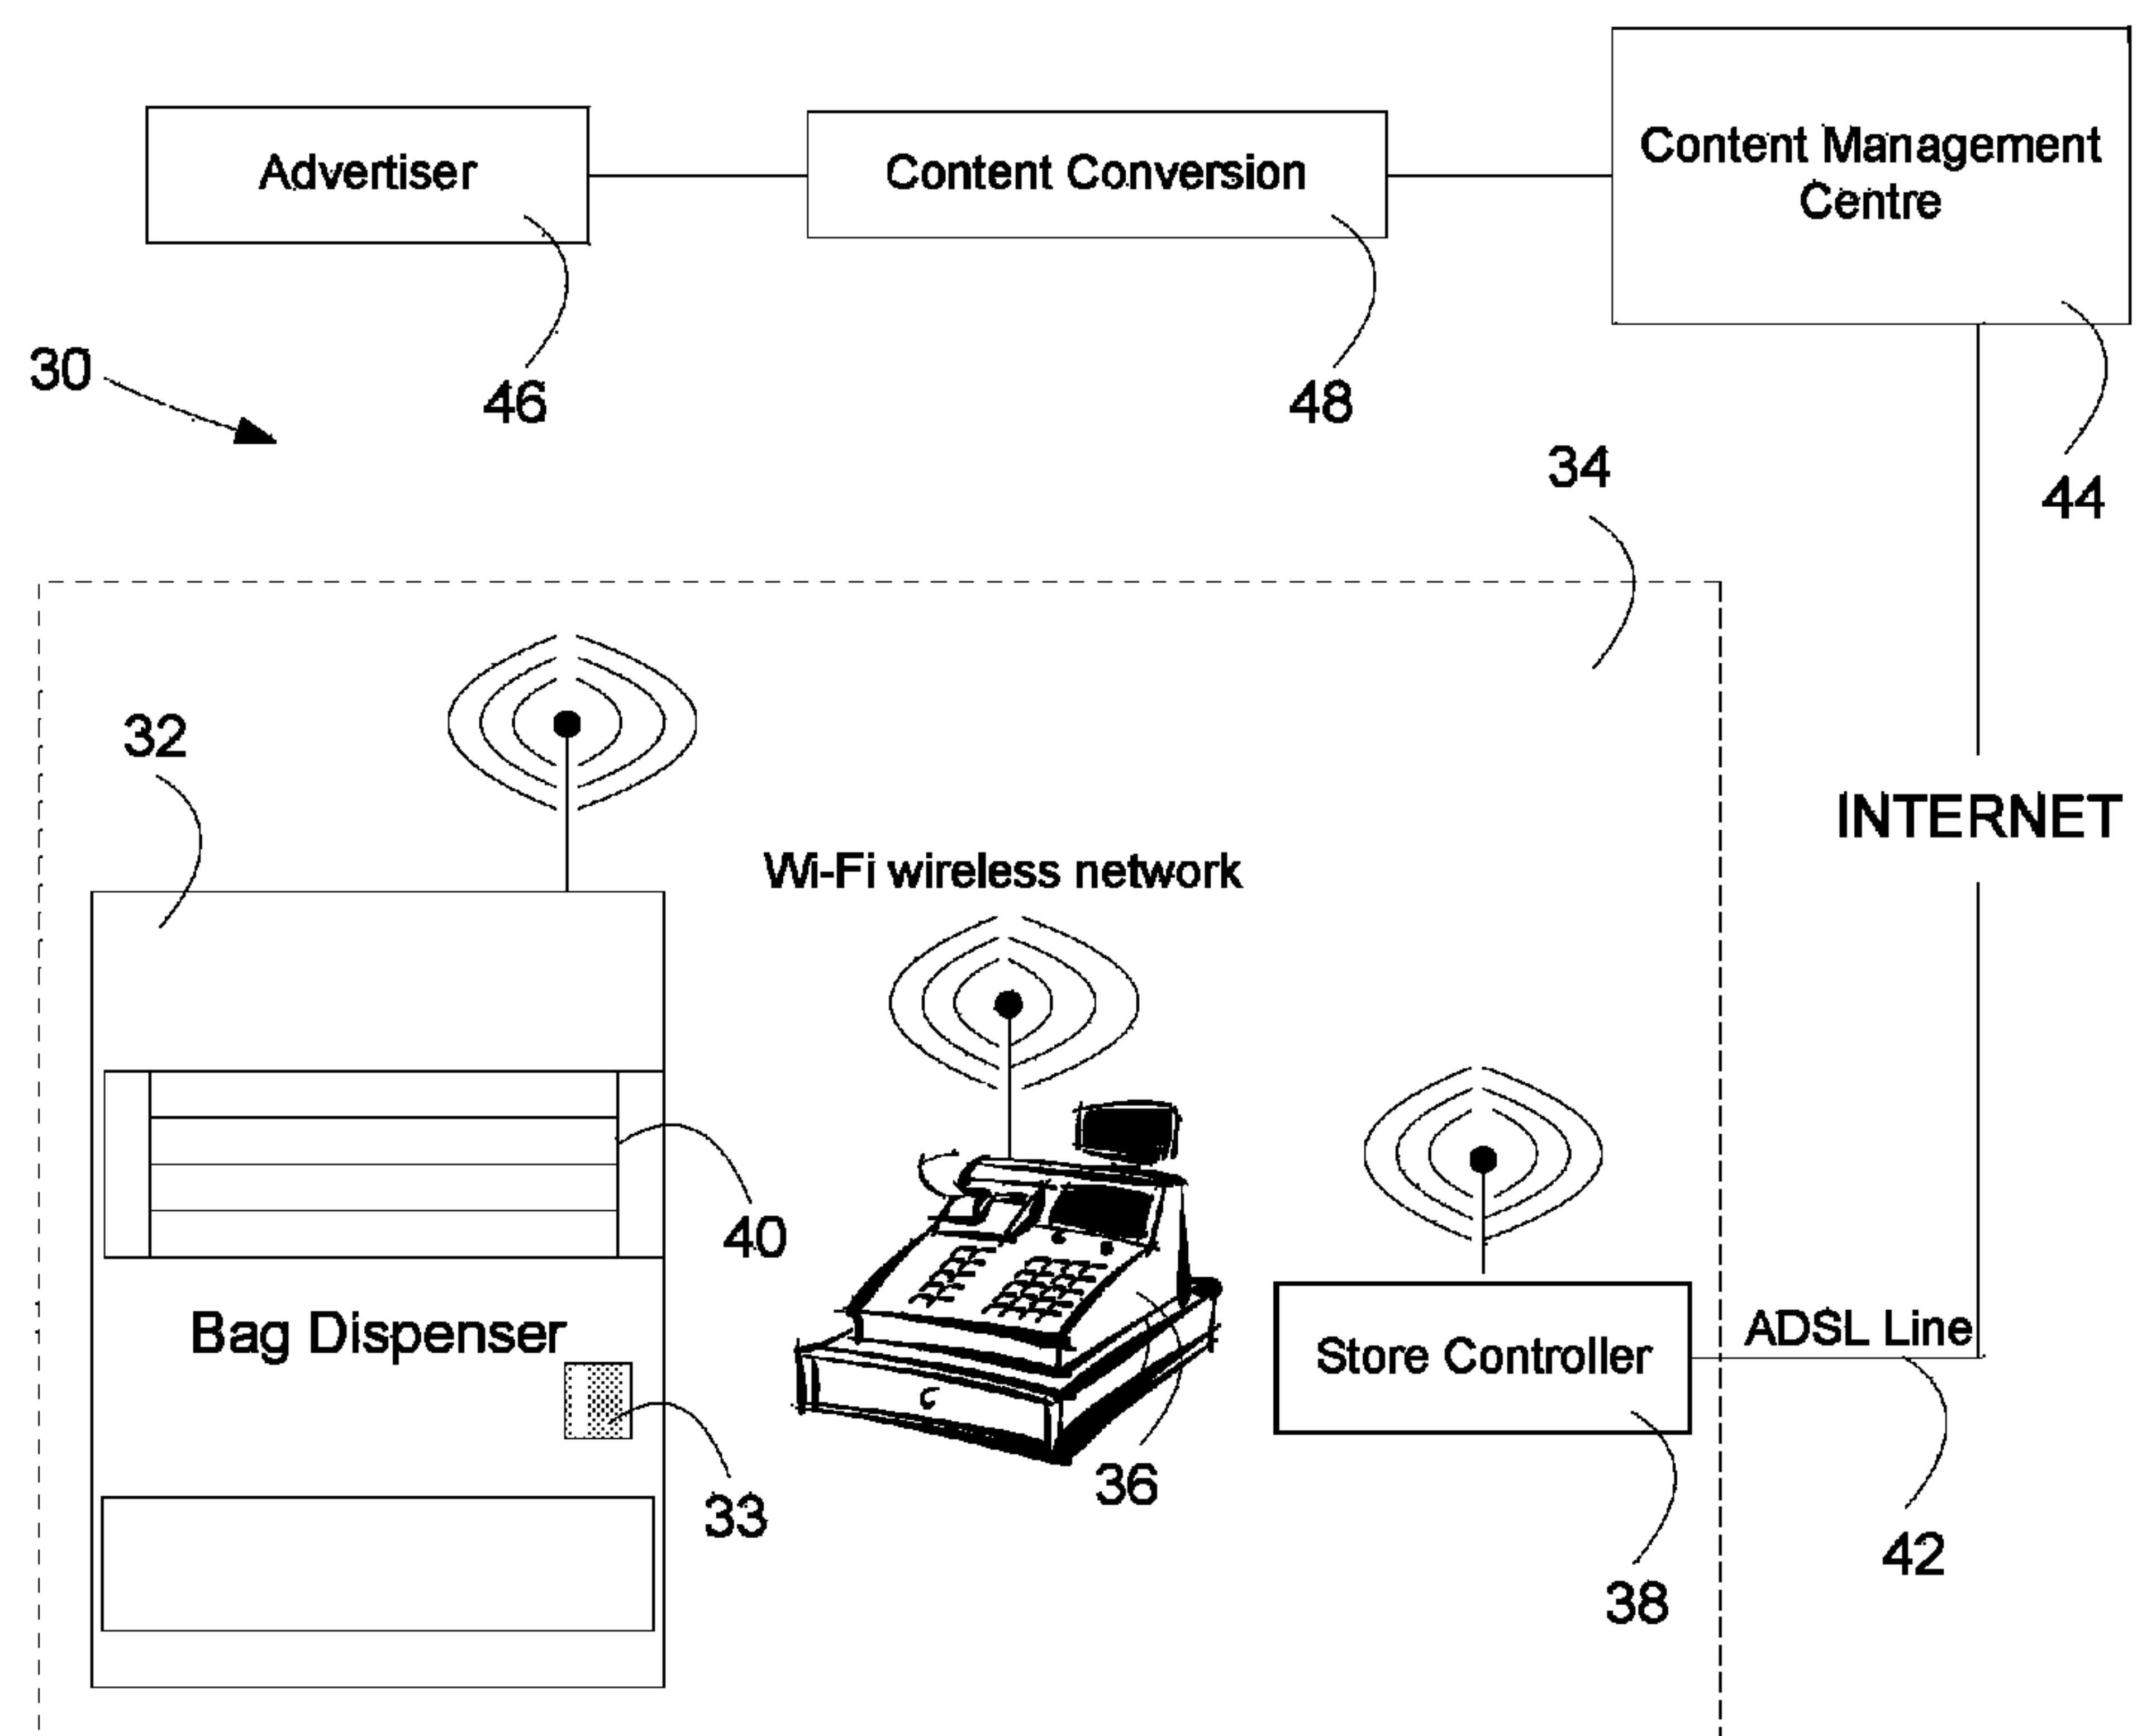 Advertiser
Content Conversion
Content Management
Centre
30
46
48
34
44
32
INTERNET
Wi-Fi wireless network
40
Bag Dispenser
Store Controller
ADSL Line
33
36
42
38